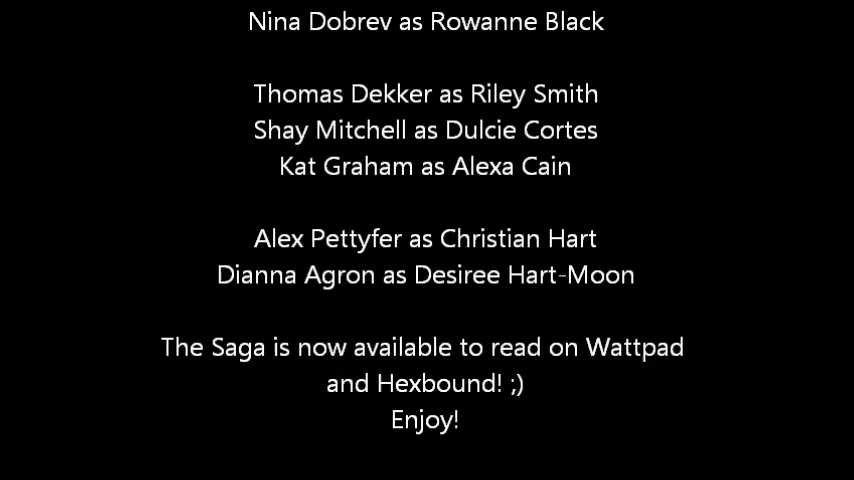 Nina Dobrev as Rowanne Black
Thomas Dekker as Riley Smith
Shay Mitchell as Dulcie Cortes
Kat Graham as Alexa Cain
Alex Pettyfer as Christian Hart
Dianna Agron as Desiree Hart-Moon
The Saga is now available to read on Wattpad
and Hexbound! ;)
Enjoy!